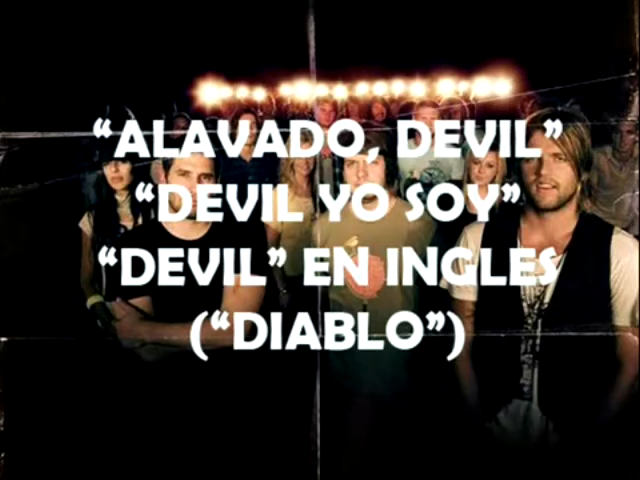 “ALAVADO, DEVIL”
“DEVIL YO SOY”
“DEVIL” EN INGLES
(“DIABLO”)